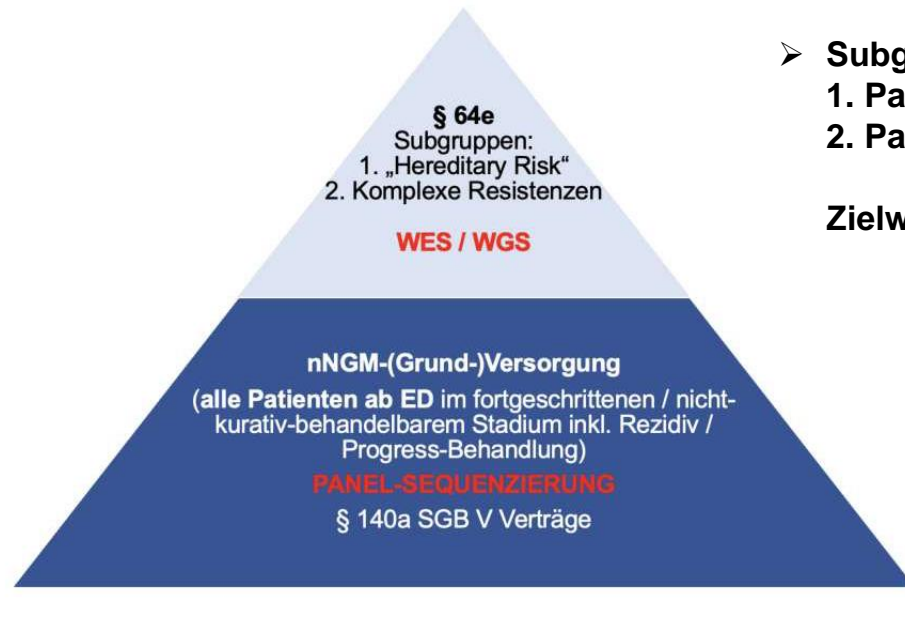 § 64e
Subgruppen:
1. „Hereditary Risk“
2. Komplexe Resistenzen
WES / WGS
nNGM-(Grund-)Versorgung
(alle Patienten ab ED im fortgeschrittenen / nicht-
kurativ-behandelbarem Stadium inkl. Rezidiv /
Progress-Behandlung)
PANEL-SEQUENZIERUNG
§ 140a SGB V Verträge
➢ Subg
1. Pa
2. Pa
Zielw